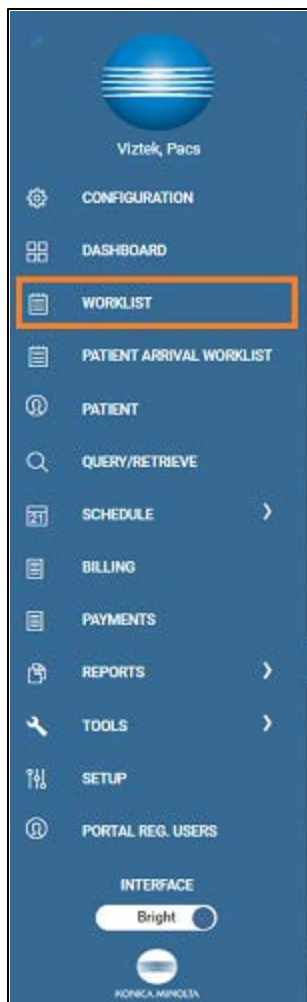 Viztek, Pacs
CONFIGURATION
DASHBOARD
WORKLIST
PATIENT ARRIVAL WORKLIST
PATIENT
QUERY/RETRIEVE
21
SCHEDULE
BILLING
PAYMENTS
REPORTS
TOOLS
SETUP
PORTAL REG. USERS
INTERFACE
Bright
KONICA MINOLTA